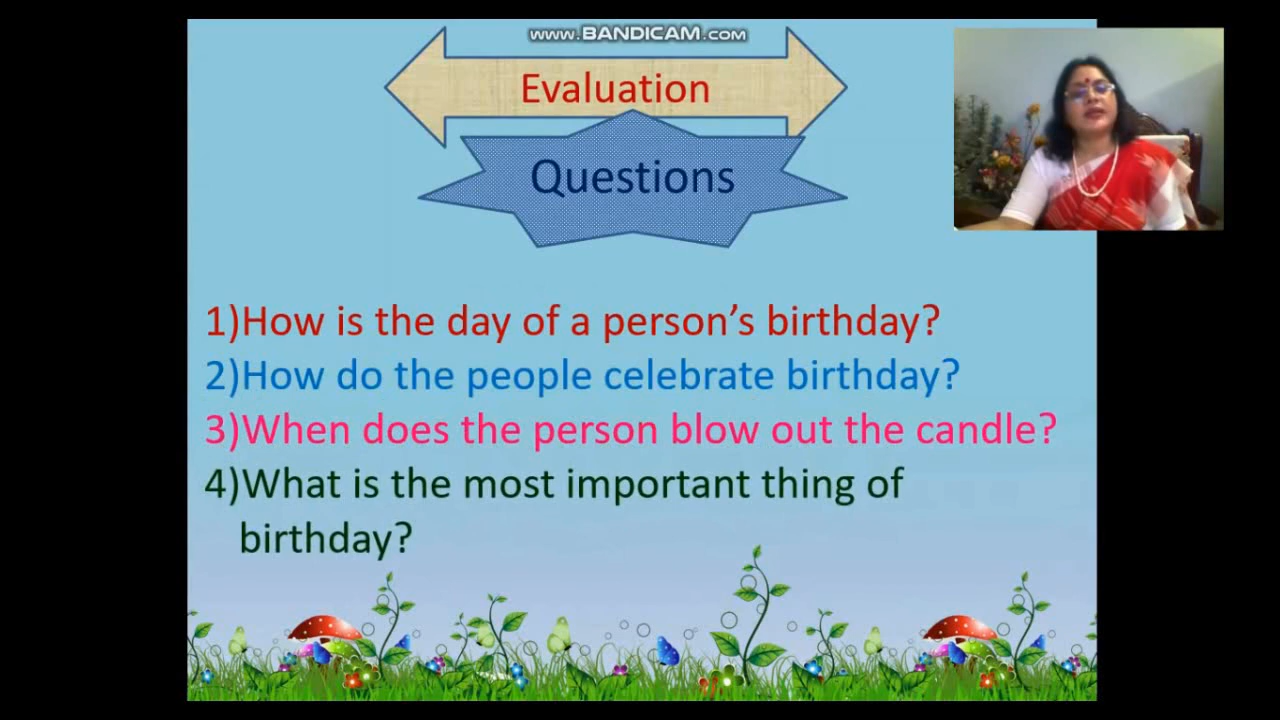 www.BANDICAM.com
Evaluation
Questions
1)How is the day of a person’s birthday?
2)How do the people celebrate birthday?
3)When does the person blow out the candle?
4)What is the most important thing of
birthday?